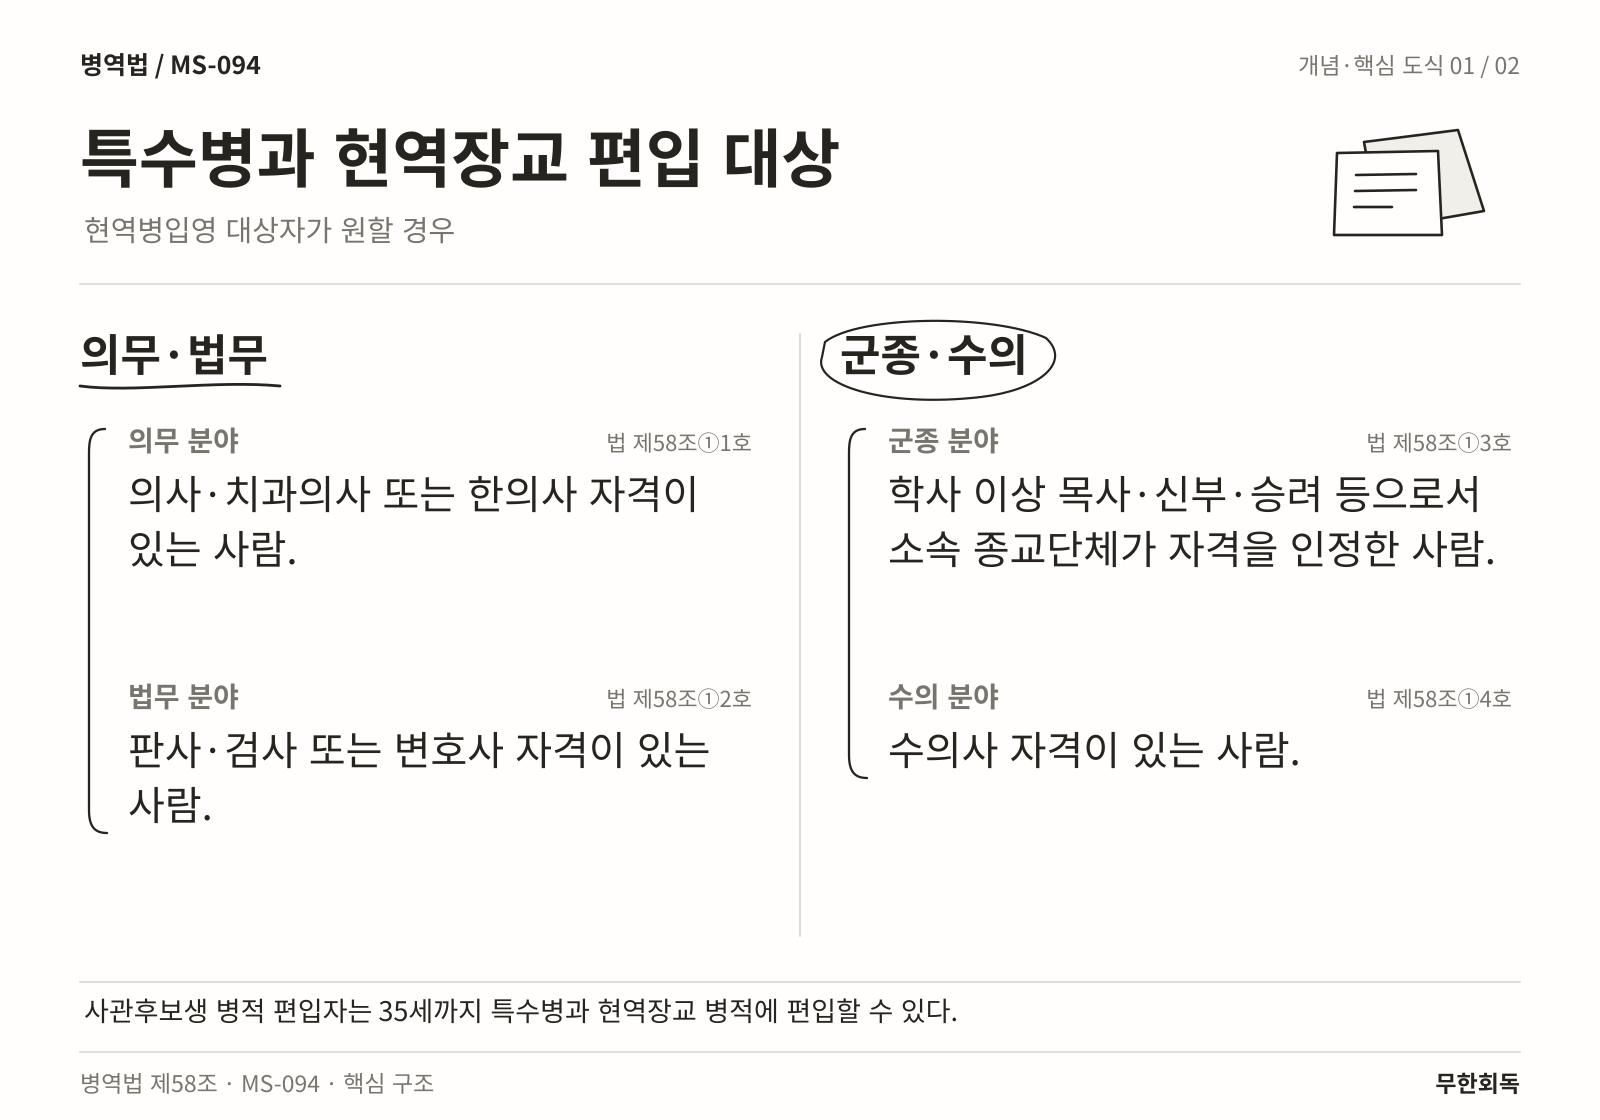 병역법 / MS-094
개념·핵심 도식 01 / 02
특수병과 현역장교 편입 대상
현역병입영 대상자가 원할 경우
의무·법무
의무 분야
법 제58조①1호
의사·치과의사 또는 한의사 자격이
있는 사람.
법무 분야
법 제58조①2호
판사·검사 또는 변호사 자격이 있는
사람.
군종·수의
군종 분야
법 제58조①3호
학사 이상 목사·신부·승려 등으로서
소속 종교단체가 자격을 인정한 사람.
수의 분야
법 제58조①4호
수의사 자격이 있는 사람.
사관후보생 병적 편입자는 35세까지 특수병과 현역장교 병적에 편입할 수 있다.
병역법 제58조 · MS-094 · 핵심 구조
무한회독